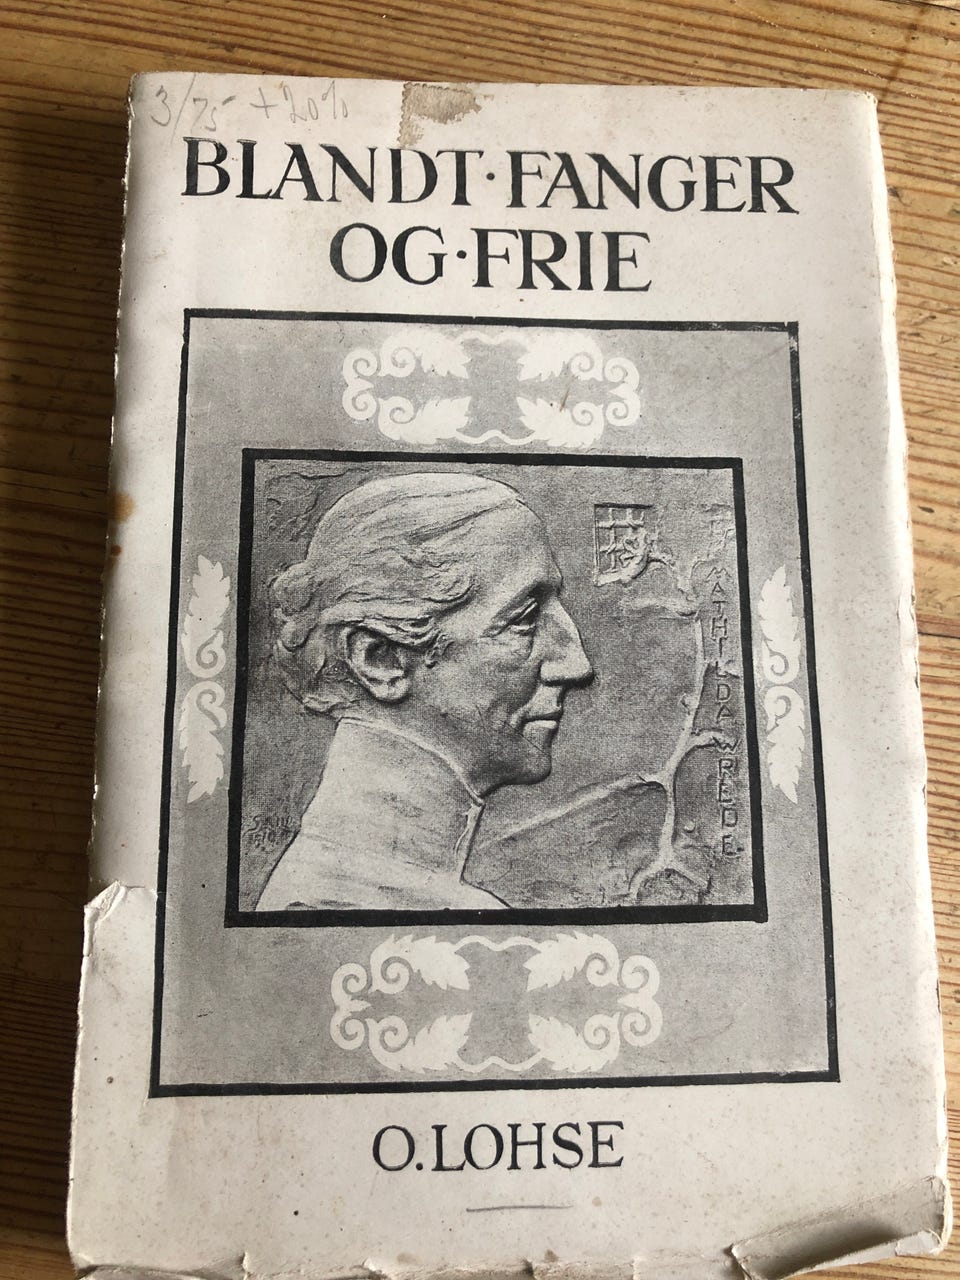 3/75 + 20%
BLANDT·FANGER
OG·FRIE
MATHILDA WREDE
O. LOHSE